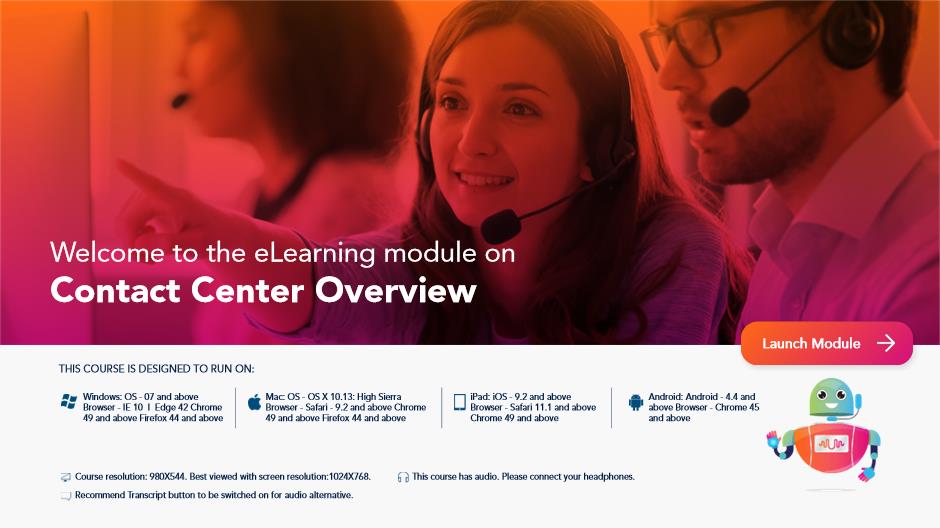 Welcome to the eLearning module on
Contact Center Overview
Launch Module
THIS COURSE IS DESIGNED TO RUN ON:
Windows: OS - 07 and above
Browser - IE 10 I Edge 42 Chrome
49 and above Firefox 44 and above
Mac: OS - OS X 10.13: High Sierra
Browser - Safari - 9.2 and above Chrome
49 and above Firefox 44 and above
iPad: iOS - 9.2 and above
Browser - Safari 11.1 and above
Chrome 49 and above
Android: Android - 4.4 and
above Browser - Chrome 45
and above
Course resolution: 980X544. Best viewed with screen resolution:1024X768.
This course has audio. Please connect your headphones.
Recommend Transcript button to be switched on for audio alternative.